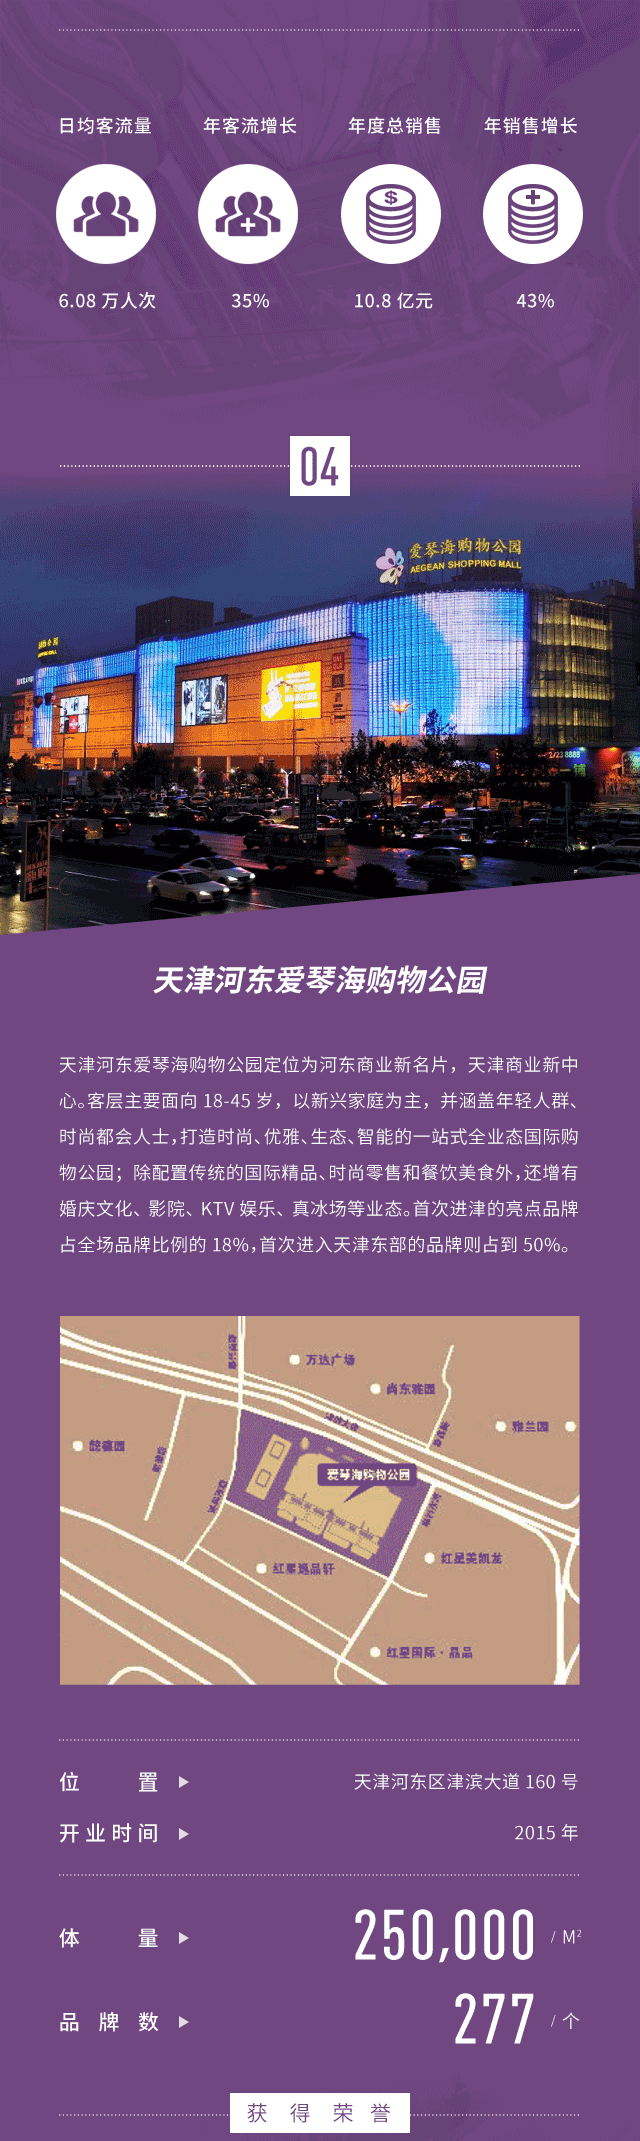 日均客流量 年客流增长 年度总销售 年销售增长
6.08 万人次 35% 10.8 亿元 43%
04
爱琴海购物公园
AEGEAN SHOPPING MALL
天津河东爱琴海购物公园
天津河东爱琴海购物公园定位为河东商业新名片，天津商业新中
心。客层主要面向 18-45 岁，以新兴家庭为主，并涵盖年轻人群、
时尚都会人士，打造时尚、优雅、生态、智能的一站式全业态国际购
物公园；除配置传统的国际精品、时尚零售和餐饮美食外，还增有
婚庆文化、影院、KTV 娱乐、真冰场等业态。首次进津的亮点品牌
占全场品牌比例的 18%，首次进入天津东部的品牌则占到 50%。
万达广场
尚东雅园
雅兰园
懿德园
爱琴海购物公园
红星美凯龙
红星国际·晶品
位置 天津河东区津滨大道 160 号
开业时间 2015 年
体量 250,000 / M²
品牌数 277 / 个
获得荣誉